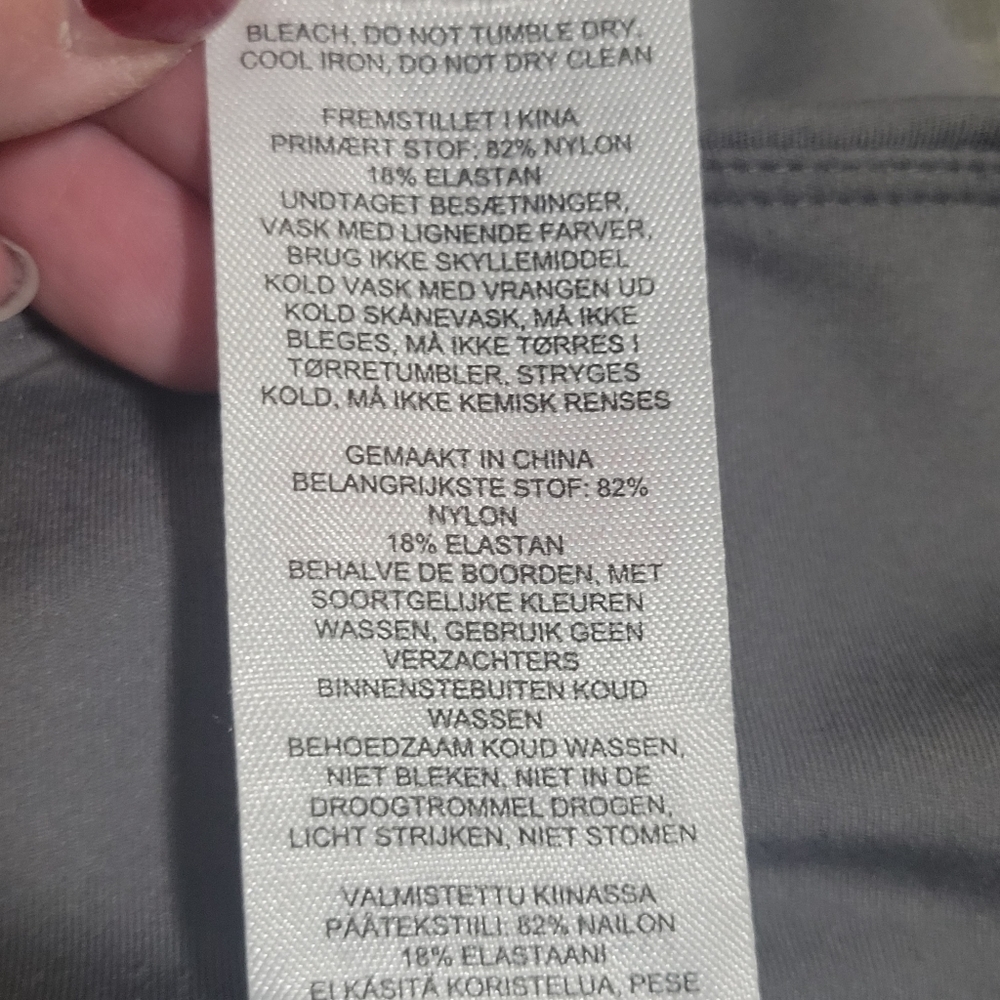 BLEACH, DO NOT TUMBLE DRY,
COOL IRON, DO NOT DRY CLEAN
FREMSTILLET I KINA
PRIMÆRT STOF: 82% NYLON
18% ELASTAN
UNDTAGET BESÆTNINGER,
VASK MED LIGNENDE FARVER,
BRUG IKKE SKYLLEMIDDEL
KOLD VASK MED VRANGEN UD
KOLD SKÅNEVASK, MÅ IKKE
BLEGES, MÅ IKKE TØRRES I
TØRRETUMBLER, STRYGES
KOLD, MÅ IKKE KEMISK RENSES
GEMAAKT IN CHINA
BELANGRIJKSTE STOF: 82%
NYLON
18% ELASTAN
BEHALVE DE BOORDEN, MET
SOORTGELIJKE KLEUREN
WASSEN, GEBRUIK GEEN
VERZACHTERS
BINNENSTEBUITEN KOUD
WASSEN
BEHOEDZAAM KOUD WASSEN,
NIET BLEKEN, NIET IN DE
DROOGTROMMEL DROGEN,
LICHT STRIJKEN, NIET STOMEN
VALMISTETTU KIINASSA
PÄÄTEKSTIILI: 82% NAILON
18% ELASTAANI
EI KÄSITÄ KORISTELUA, PESE